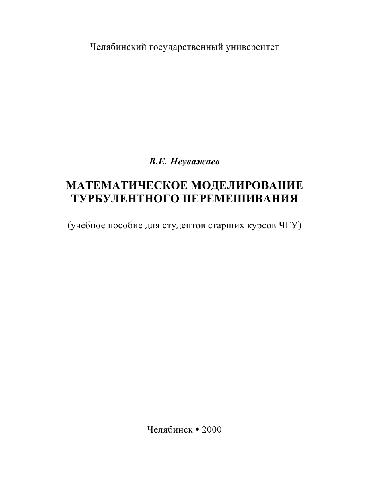 Челябинский государственный университет
В.Е. Неуважаев
МАТЕМАТИЧЕСКОЕ МОДЕЛИРОВАНИЕ
ТУРБУЛЕНТНОГО ПЕРЕМЕШИВАНИЯ
(учебное пособие для студентов старших курсов ЧГУ)
Челябинск • 2000